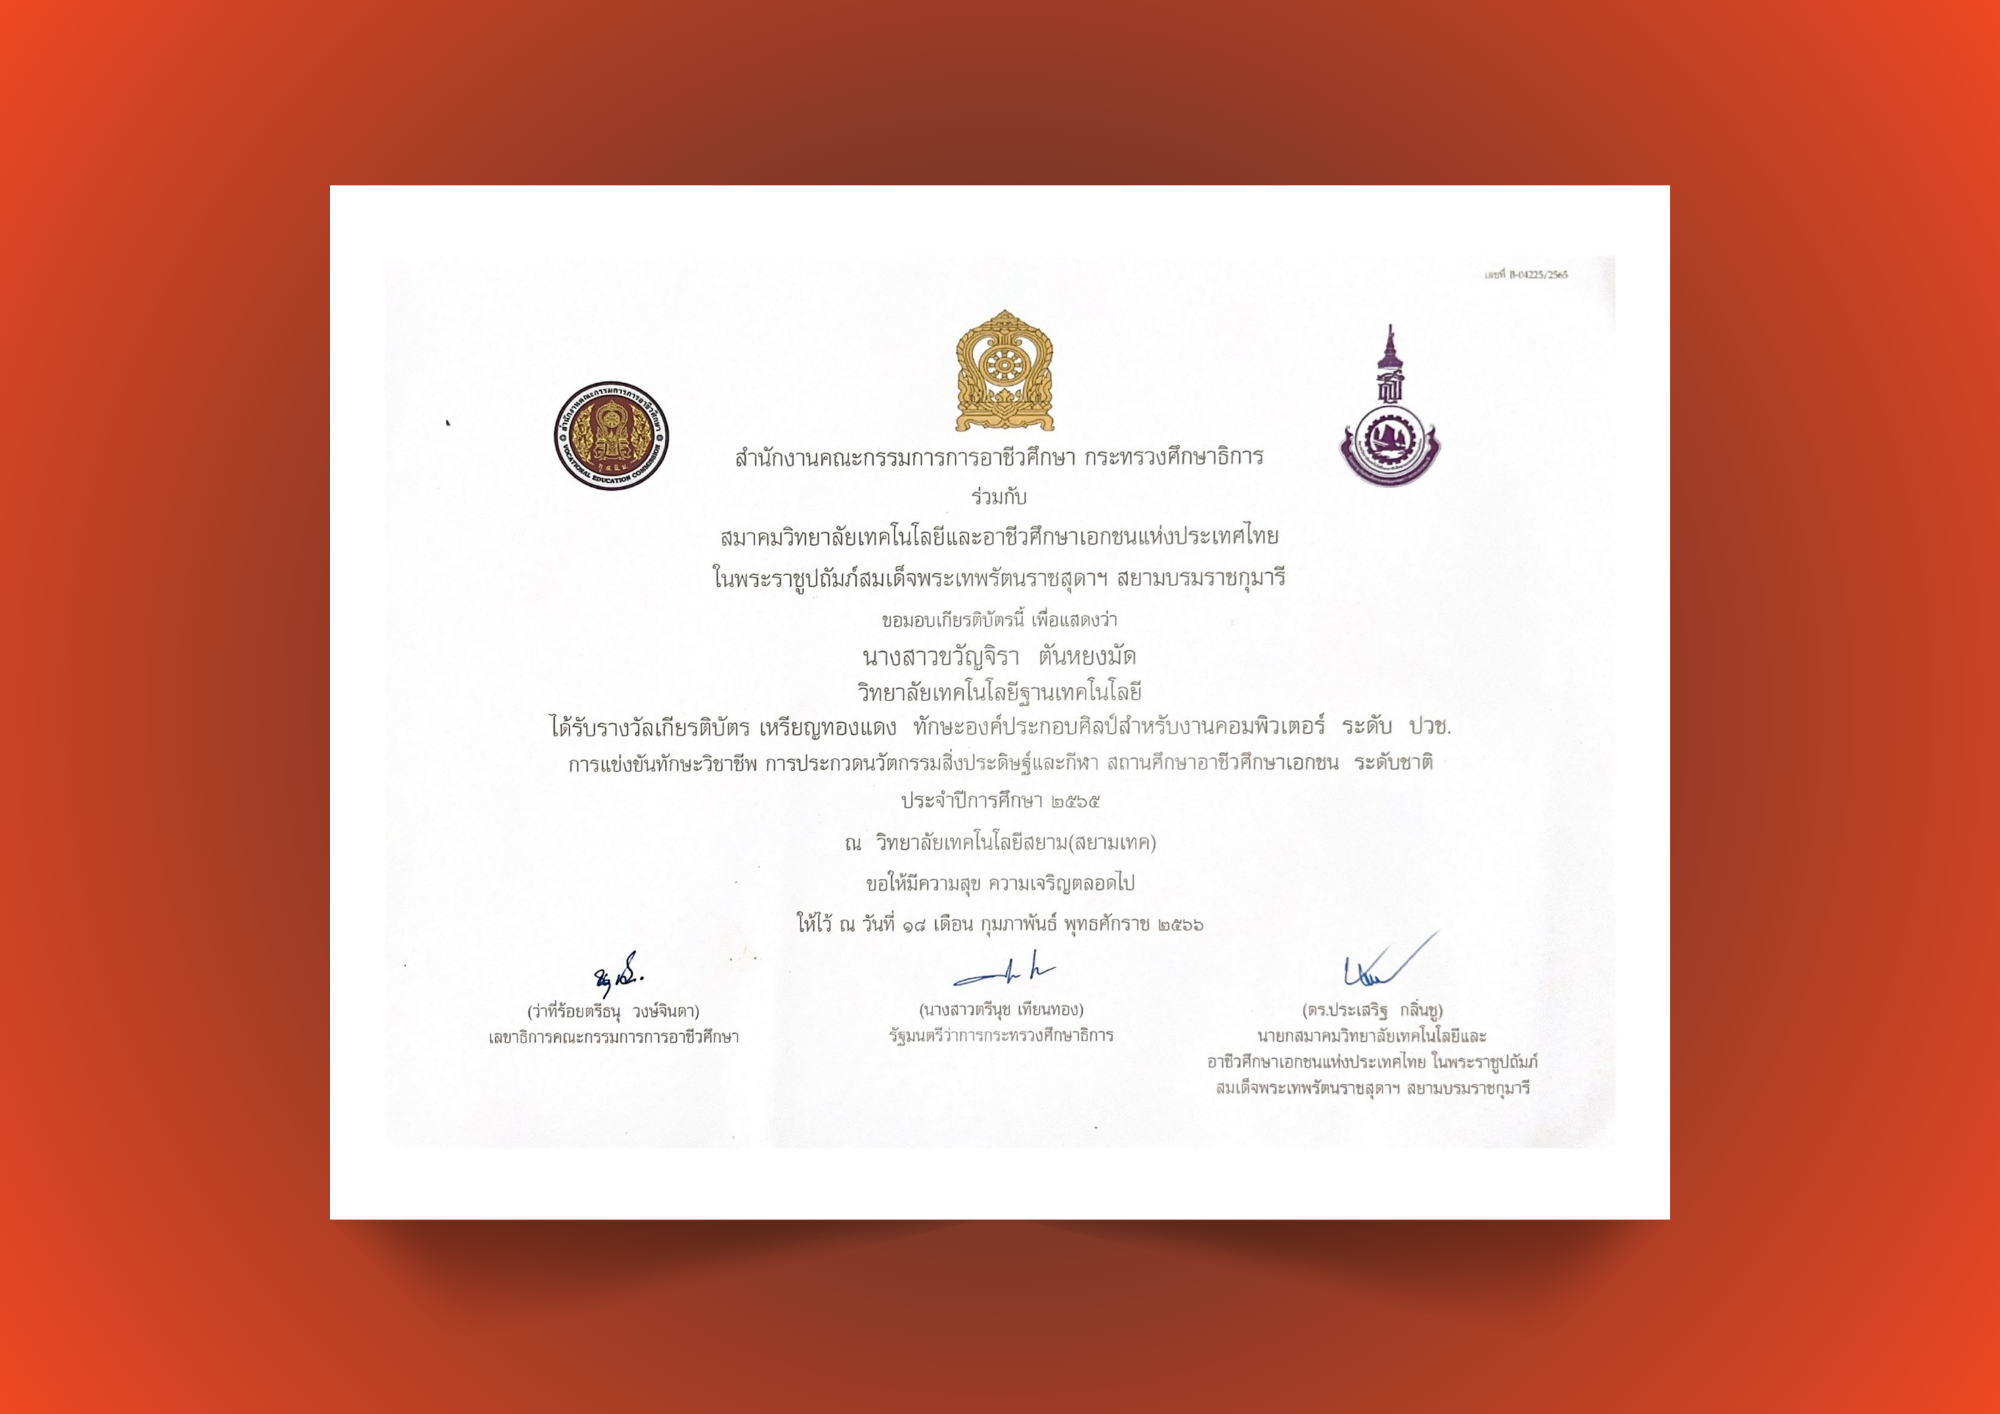 เลขที่ B-04225/2565
สำนักงานคณะกรรมการการอาชีวศึกษา
VOCATIONAL EDUCATION COMMISSION
สำนักงานคณะกรรมการการอาชีวศึกษา กระทรวงศึกษาธิการ
ร่วมกับ
สมาคมวิทยาลัยเทคโนโลยีและอาชีวศึกษาเอกชนแห่งประเทศไทย
ในพระราชูปถัมภ์สมเด็จพระเทพรัตนราชสุดาฯ สยามบรมราชกุมารี
ขอมอบเกียรติบัตรนี้ เพื่อแสดงว่า
นางสาวขวัญจิรา ตันหยงมัด
วิทยาลัยเทคโนโลยีฐานเทคโนโลยี
ได้รับรางวัลเกียรติบัตร เหรียญทองแดง ทักษะองค์ประกอบศิลป์สำหรับงานคอมพิวเตอร์ ระดับ ปวช.
การแข่งขันทักษะวิชาชีพ การประกวดนวัตกรรมสิ่งประดิษฐ์และกีฬา สถานศึกษาอาชีวศึกษาเอกชน ระดับชาติ
ประจำปีการศึกษา ๒๕๖๕
ณ วิทยาลัยเทคโนโลยีสยาม(สยามเทค)
ขอให้มีความสุข ความเจริญตลอดไป
ให้ไว้ ณ วันที่ ๑๘ เดือน กุมภาพันธ์ พุทธศักราช ๒๕๖๖
(ว่าที่ร้อยตรีธนุ วงษ์จินดา)
เลขาธิการคณะกรรมการการอาชีวศึกษา
(นางสาวตรีนุช เทียนทอง)
รัฐมนตรีว่าการกระทรวงศึกษาธิการ
(ดร.ประเสริฐ กลิ่นชู)
นายกสมาคมวิทยาลัยเทคโนโลยีและ
อาชีวศึกษาเอกชนแห่งประเทศไทย ในพระราชูปถัมภ์
สมเด็จพระเทพรัตนราชสุดาฯ สยามบรมราชกุมารี